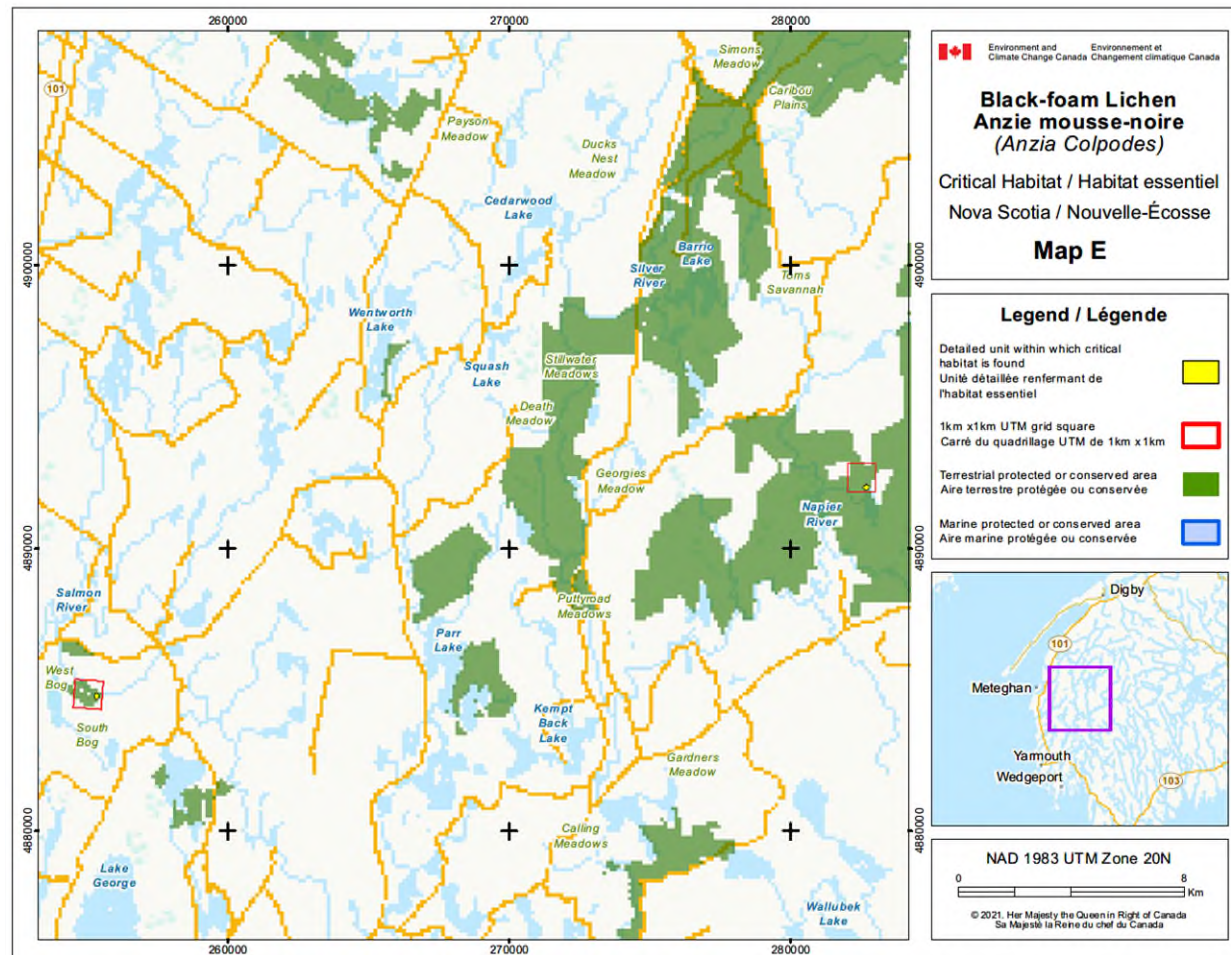 260000
270000
280000
101
Simons
Meadow
Caribou
Plains
Payson
Meadow
Ducks
Nest
Meadow
Cedarwood
Lake
4900000
Barrio
Lake
Silver
River
Toms
Savannah
4900000
Wentworth
Lake
Squash
Lake
Stillwater
Meadows
Death
Meadow
Georgies
Meadow
Napier
River
4890000
4890000
Salmon
River
Puttyroad
Meadows
Parr
Lake
West
Bog
South
Bog
Kempt
Back
Lake
Gardners
Meadow
4880000
Calling
Meadows
4880000
Lake
George
Wallubek
Lake
260000
270000
280000
Environment and
Climate Change Canada
Environnement et
Changement climatique Canada
Black-foam Lichen
Anzie mousse-noire
(Anzia Colpodes)
Critical Habitat / Habitat essentiel
Nova Scotia / Nouvelle-Écosse
Map E
Legend / Légende
Detailed unit within which critical
habitat is found
Unité détaillée renfermant de
l'habitat essentiel
1km x1km UTM grid square
Carré du quadrillage UTM de 1km x1km
Terrestrial protected or conserved area
Aire terrestre protégée ou conservée
Marine protected or conserved area
Aire marine protégée ou conservée
Digby
101
Meteghan
Yarmouth
Wedgeport
103
NAD 1983 UTM Zone 20N
0 8
Km
© 2021. Her Majesty the Queen in Right of Canada
Sa Majesté la Reine du chef du Canada